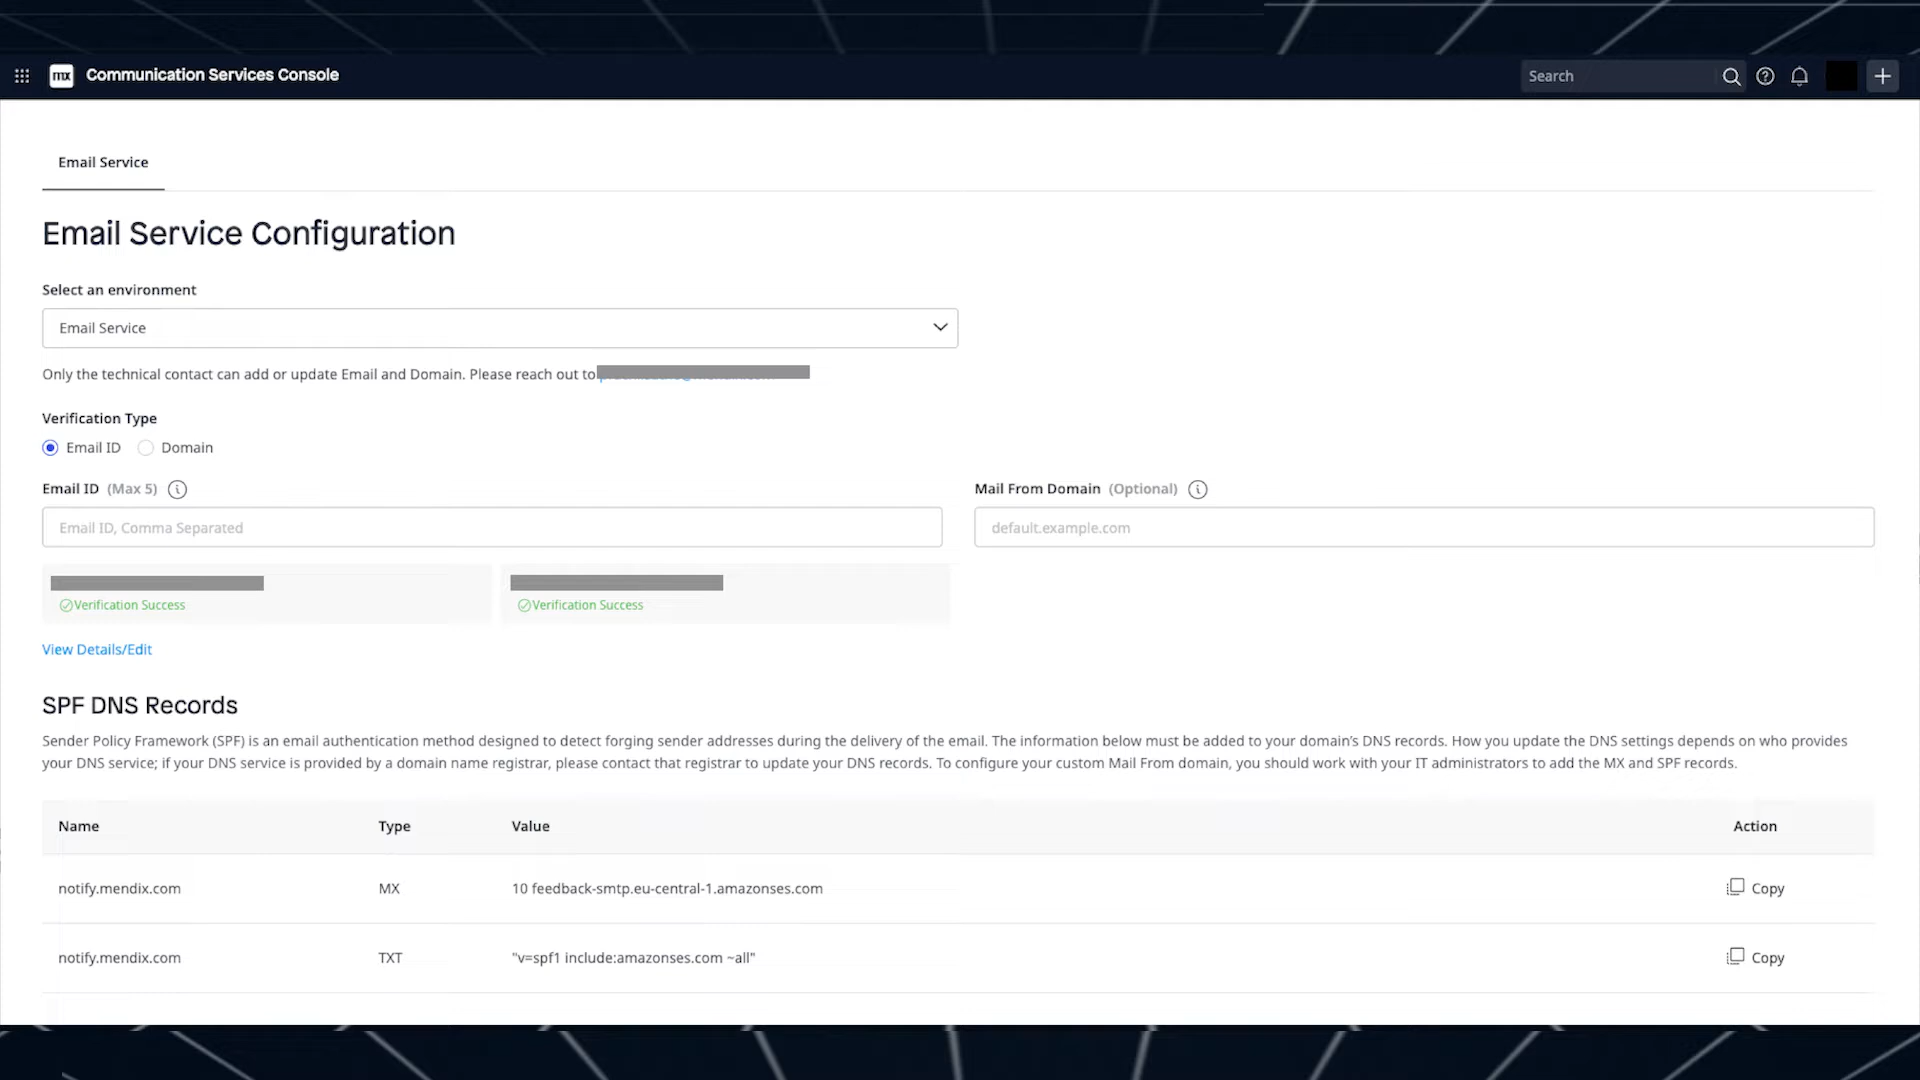 mx Communication Services Console
Search
Email Service
Email Service Configuration
Select an environment
Email Service
Only the technical contact can add or update Email and Domain. Please reach out to
Verification Type
Email ID Domain
Email ID (Max 5)
Mail From Domain (Optional)
Email ID, Comma Separated
default.example.com
Verification Success
Verification Success
View Details/Edit
SPF DNS Records
Sender Policy Framework (SPF) is an email authentication method designed to detect forging sender addresses during the delivery of the email. The information below must be added to your domain’s DNS records. How you update the DNS settings depends on who provides
your DNS service; if your DNS service is provided by a domain name registrar, please contact that registrar to update your DNS records. To configure your custom Mail From domain, you should work with your IT administrators to add the MX and SPF records.
Name Type Value Action
notify.mendix.com MX 10 feedback-smtp.eu-central-1.amazonses.com Copy
notify.mendix.com TXT "v=spf1 include:amazonses.com ~all" Copy